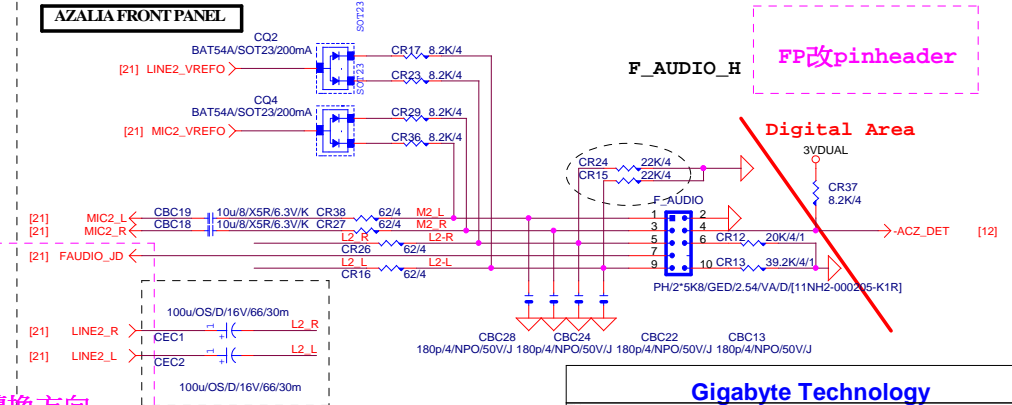 AZALIA FRONT PANEL
SOT23
CQ2
BAT54A/SOT23/200mA
CR17 8.2K/4
[21] LINE2_VREFO
SOT23
CR23 8.2K/4
F_AUDIO_H
FP改pinheader
CQ4
BAT54A/SOT23/200mA
CR29 8.2K/4
[21] MIC2_VREFO
CR36 8.2K/4
Digital Area
3VDUAL
CR24 22K/4
CR15 22K/4
CR37
8.2K/4
F_AUDIO
[21] MIC2_L CBC19 10u/8/X5R/6.3V/K CR38 62/4 M2_L 1 2
[21] MIC2_R CBC18 10u/8/X5R/6.3V/K CR27 62/4 M2_R 3 4
-ACZ_DET [12]
L2_R L2-R 5 6 CR12 20K/4/1
[21] FAUDIO_JD CR26 62/4 7
L2_L L2-L 9 10 CR13 39.2K/4/1
CR16 62/4
PH/2*5K8/GED/2.54/VA/D/[11NH2-000205-K1R]
100u/OS/D/16V/66/30m
[21] LINE2_R 1 + L2_R
CEC1
[21] LINE2_L 1 + L2_L
CEC2
100u/OS/D/16V/66/30m
CBC28 CBC24 CBC22 CBC13
180p/4/NPO/50V/J 180p/4/NPO/50V/J 180p/4/NPO/50V/J 180p/4/NPO/50V/J
Gigabyte Technology
換方向